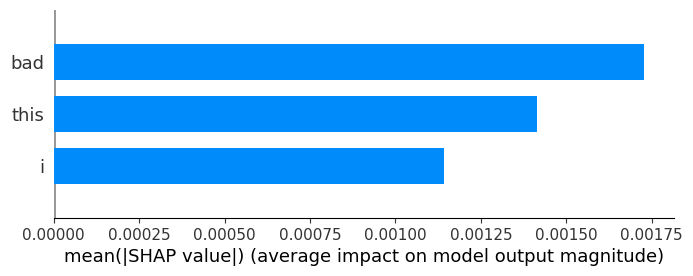 bad
this
i
0.00000 0.00025 0.00050 0.00075 0.00100 0.00125 0.00150 0.00175
mean(|SHAP value|) (average impact on model output magnitude)